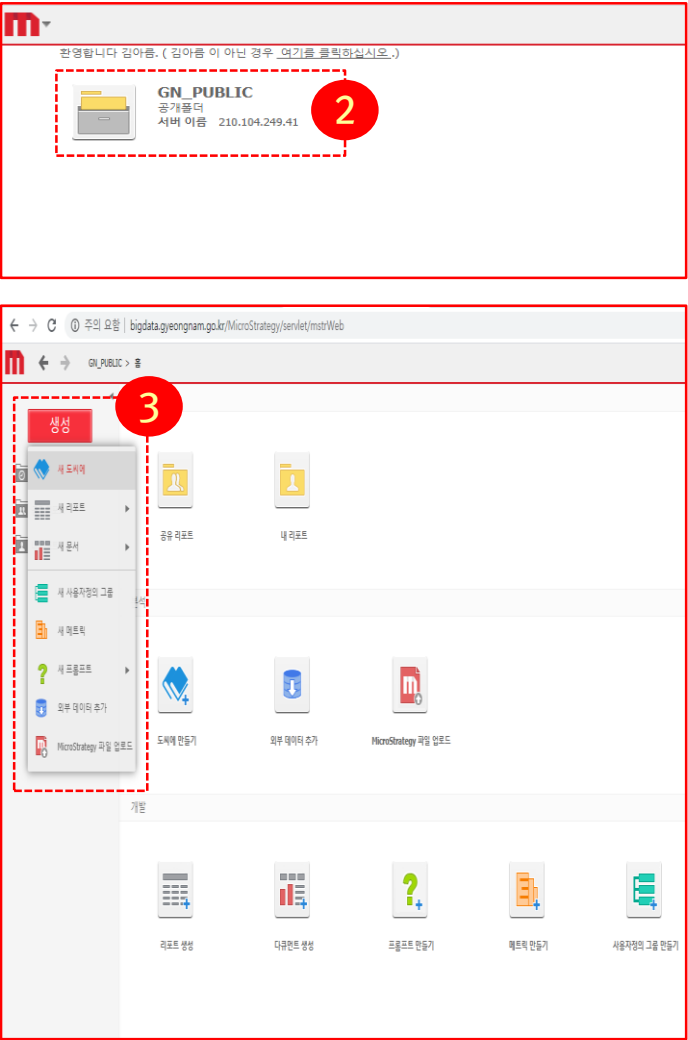 환영합니다 김아름. ( 김아름 이 아닌 경우 여기를 클릭하십시오 .)
GN_PUBLIC
공개폴더
서버 이름 210.104.249.41
2
주의 요함 | bigdata.gyeongnam.go.kr/MicroStrategy/servlet/mstrWeb
GN_PUBLIC > 홈
3
생성
새 도씨에
새 리포트
새 문서
새 사용자정의 그룹
새 메트릭
새 프롬프트
외부 데이터 추가
MicroStrategy 파일 업로드
공유 리포트
내 리포트
도씨에 만들기
외부 데이터 추가
MicroStrategy 파일 업로드
개발
리포트 생성
다큐먼트 생성
프롬프트 만들기
메트릭 만들기
사용자정의 그룹 만들기